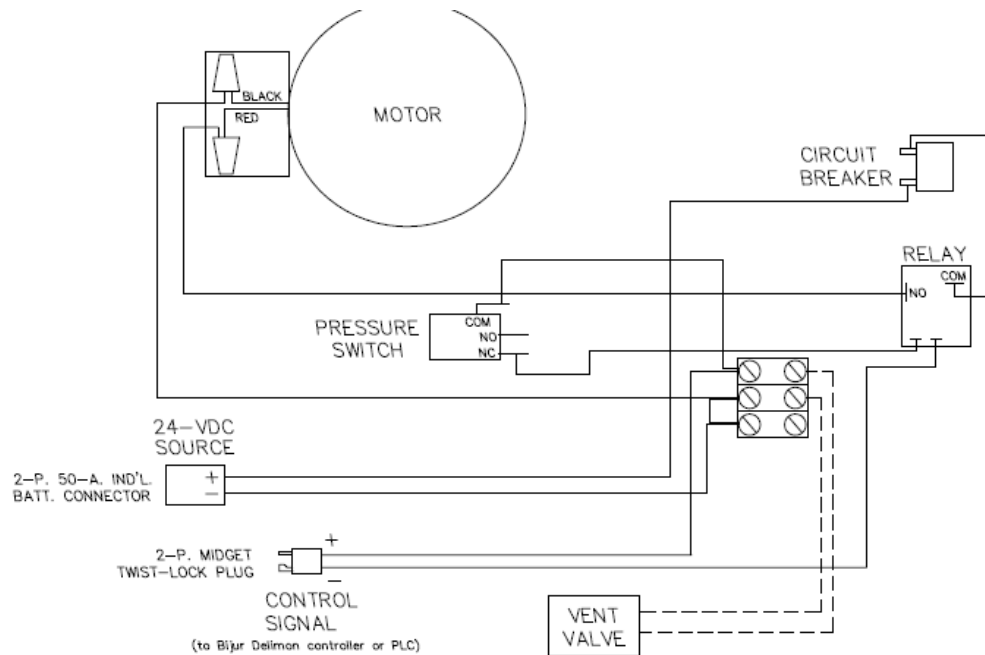 BLACK
RED
MOTOR
CIRCUIT
BREAKER
RELAY
COM
NO
PRESSURE
SWITCH
COM
NO
NC
24-VDC
SOURCE
2-P. 50-A. IND'L.
BATT. CONNECTOR
+
-
2-P. MIDGET
TWIST-LOCK PLUG
+
-
CONTROL
SIGNAL
(to Bijur Delimon controller or PLC)
VENT
VALVE